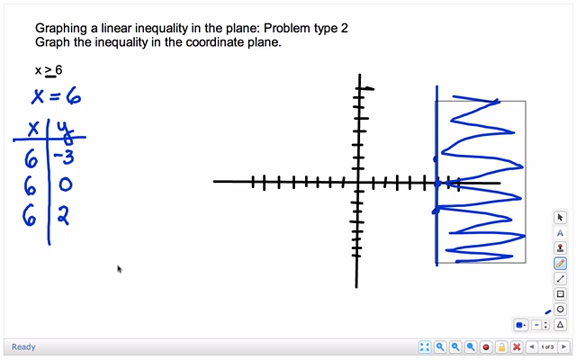 Graphing a linear inequality in the plane: Problem type 2
Graph the inequality in the coordinate plane.
x ≥ 6
x = 6
x y
6 -3
6 0
6 2
A
Ready
1 of 3